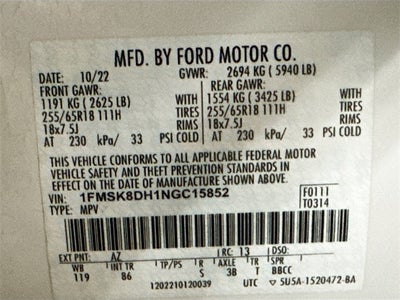 MFD. BY FORD MOTOR CO.
DATE: 10/22 GVWR: 2694 KG ( 5940 LB)
FRONT GAWR: REAR GAWR:
1191 KG ( 2625 LB) WITH 1554 KG ( 3425 LB) WITH
255/65R18 111H TIRES 255/65R18 111H TIRES
18x7.5J RIMS 18x7.5J RIMS
AT 230 kPa/ 33 PSI COLD AT 230 kPa/ 33 PSI COLD
THIS VEHICLE CONFORMS TO ALL APPLICABLE FEDERAL MOTOR
VEHICLE SAFETY AND THEFT PREVENTION STANDARDS IN
EFFECT ON THE DATE OF MANUFACTURE SHOWN ABOVE.
VIN: 1FMSK8DH1NGC15852 F0111
TYPE: MPV T0314
EXT PNT: AZ RC: 13 DSO:
WB INT TR TP/PS R AXLE TR SPR
119 86 S 3B T BBCC
1202210120039 UTC ▽ 5U5A-1520472-BA